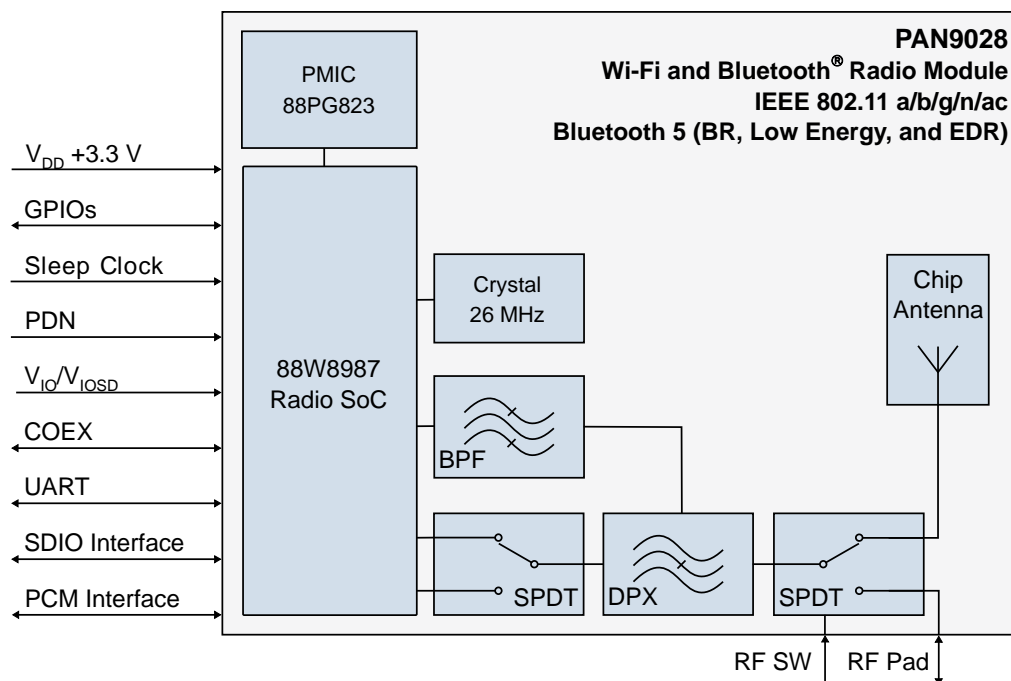 PAN9028
Wi-Fi and Bluetooth® Radio Module
IEEE 802.11 a/b/g/n/ac
Bluetooth 5 (BR, Low Energy, and EDR)
PMIC
88PG823
VDD +3.3 V
GPIOs
Sleep Clock
PDN
VIO/VIOSD
COEX
UART
SDIO Interface
PCM Interface
88W8987
Radio SoC
Crystal
26 MHz
BPF
SPDT
DPX
SPDT
Chip
Antenna
RF SW
RF Pad